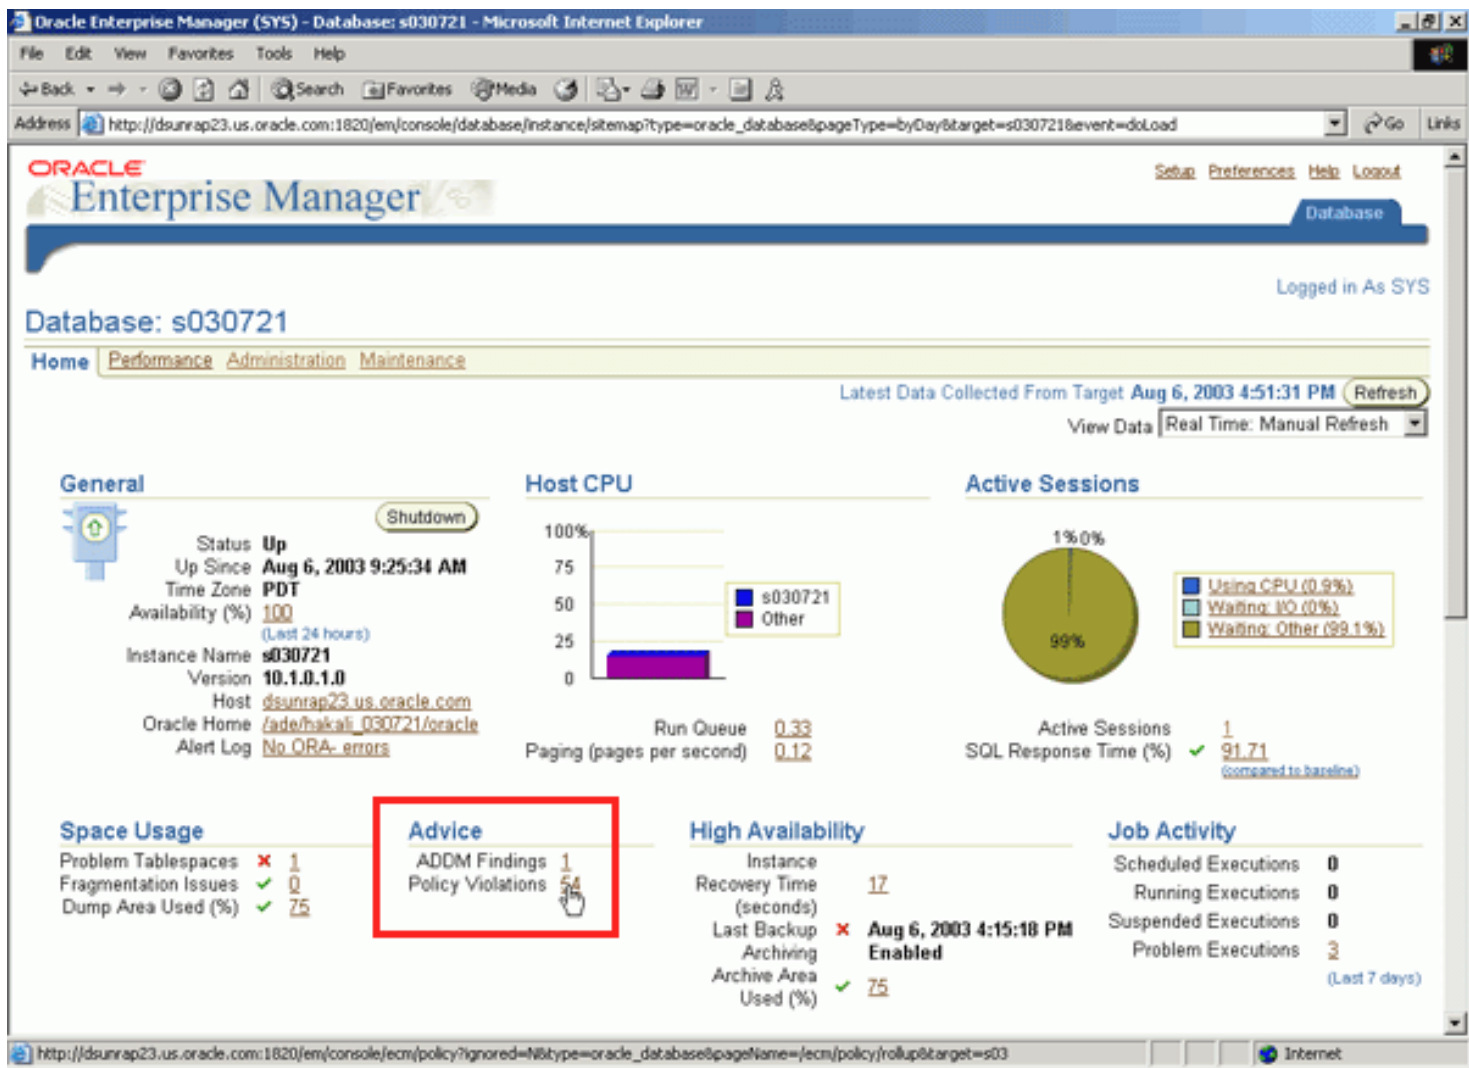 Oracle Enterprise Manager (SYS) - Database: s030721 - Microsoft Internet Explorer
File Edit View Favorites Tools Help
Back Search Favorites Media
Address http://dsunrap23.us.oracle.com:1820/em/console/database/instance/sitemap?type=oracle_database&pageType=byDay&target=s030721&event=doLoad Go Links
ORACLE
Enterprise Manager
Setup Preferences Help Logout
Database
Logged in As SYS
Database: s030721
Home Performance Administration Maintenance
Latest Data Collected From Target Aug 6, 2003 4:51:31 PM Refresh
View Data Real Time: Manual Refresh
General
Shutdown
Status Up
Up Since Aug 6, 2003 9:25:34 AM
Time Zone PDT
Availability (%) 100
(Last 24 hours)
Instance Name s030721
Version 10.1.0.1.0
Host dsunrap23.us.oracle.com
Oracle Home /ade/hakali_030721/oracle
Alert Log No ORA- errors
Host CPU
100%
75
50
25
0
s030721
Other
Run Queue 0.33
Paging (pages per second) 0.12
Active Sessions
1% 0%
99%
Using CPU (0.9%)
Waiting: I/O (0%)
Waiting: Other (99.1%)
Active Sessions 1
SQL Response Time (%) 91.71
(compared to baseline)
Space Usage
Problem Tablespaces 1
Fragmentation Issues 0
Dump Area Used (%) 75
Advice
ADDM Findings 1
Policy Violations 54
High Availability
Instance
Recovery Time 17
(seconds)
Last Backup Aug 6, 2003 4:15:18 PM
Archiving Enabled
Archive Area
Used (%) 75
Job Activity
Scheduled Executions 0
Running Executions 0
Suspended Executions 0
Problem Executions 3
(Last 7 days)
http://dsunrap23.us.oracle.com:1820/em/console/ecm/policy?ignored=N&type=oracle_database&pageName=/ecm/policy/rollup&target=s03 Internet